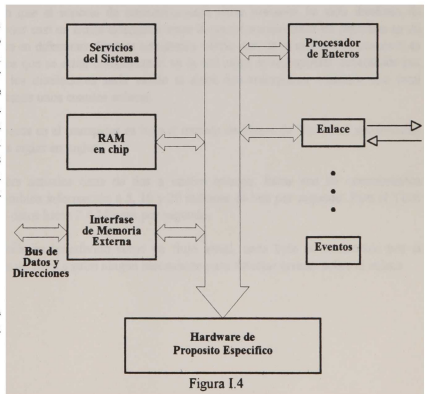 Servicios
del Sistema
Procesador
de Enteros
RAM
en chip
Enlace
Interfase
de Memoria
Externa
Bus de
Datos y
Direcciones
Eventos
Hardware de
Proposito Especifico
Figura I.4